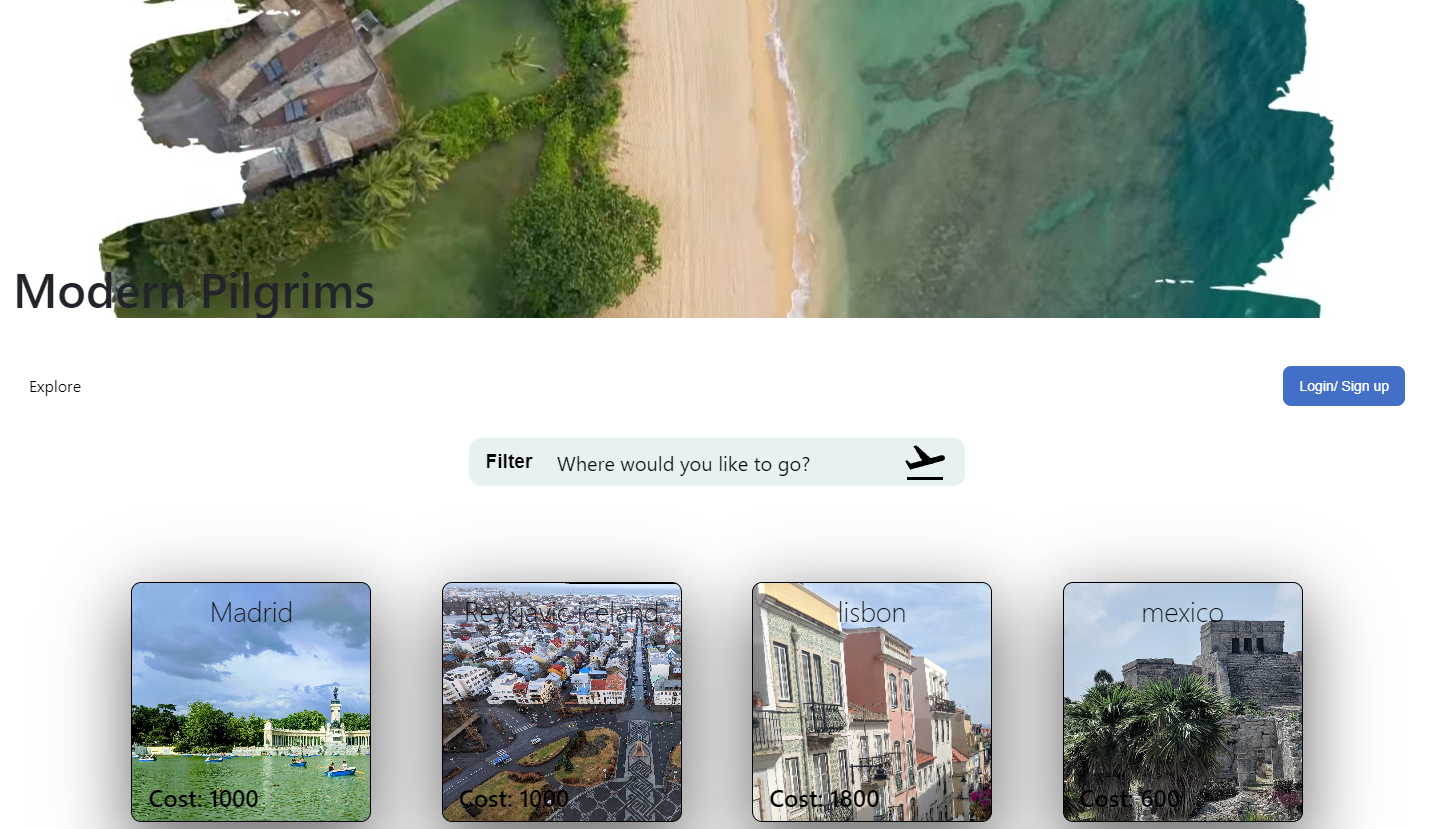 Modern Pilgrims
Explore
Login/ Sign up
Filter
Where would you like to go?
Madrid
Reykjavic iceland
lisbon
mexico
Cost: 1000
Cost: 1000
Cost: 1800
Cost: 600